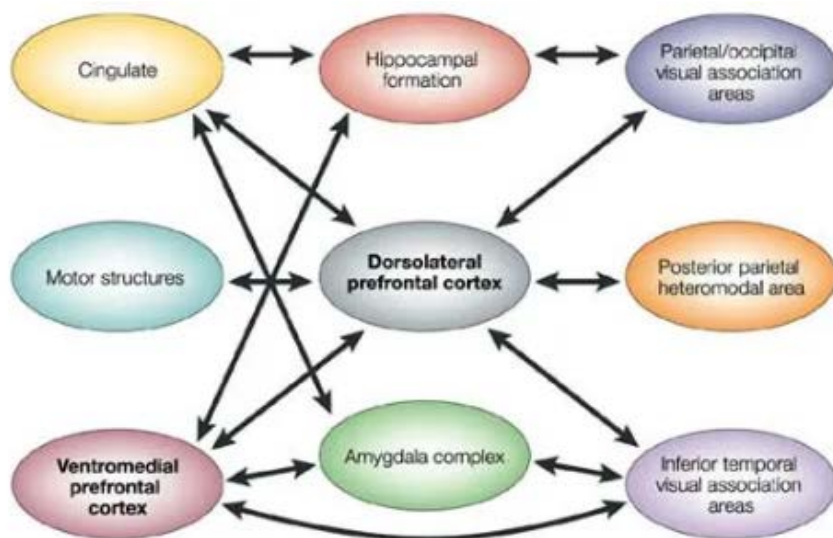 Cingulate
Hippocampal
formation
Parietal/occipital
visual association
areas
Motor structures
Dorsolateral
prefrontal cortex
Posterior parietal
heteromodal area
Ventromedial
prefrontal
cortex
Amygdala complex
Inferior temporal
visual association
areas